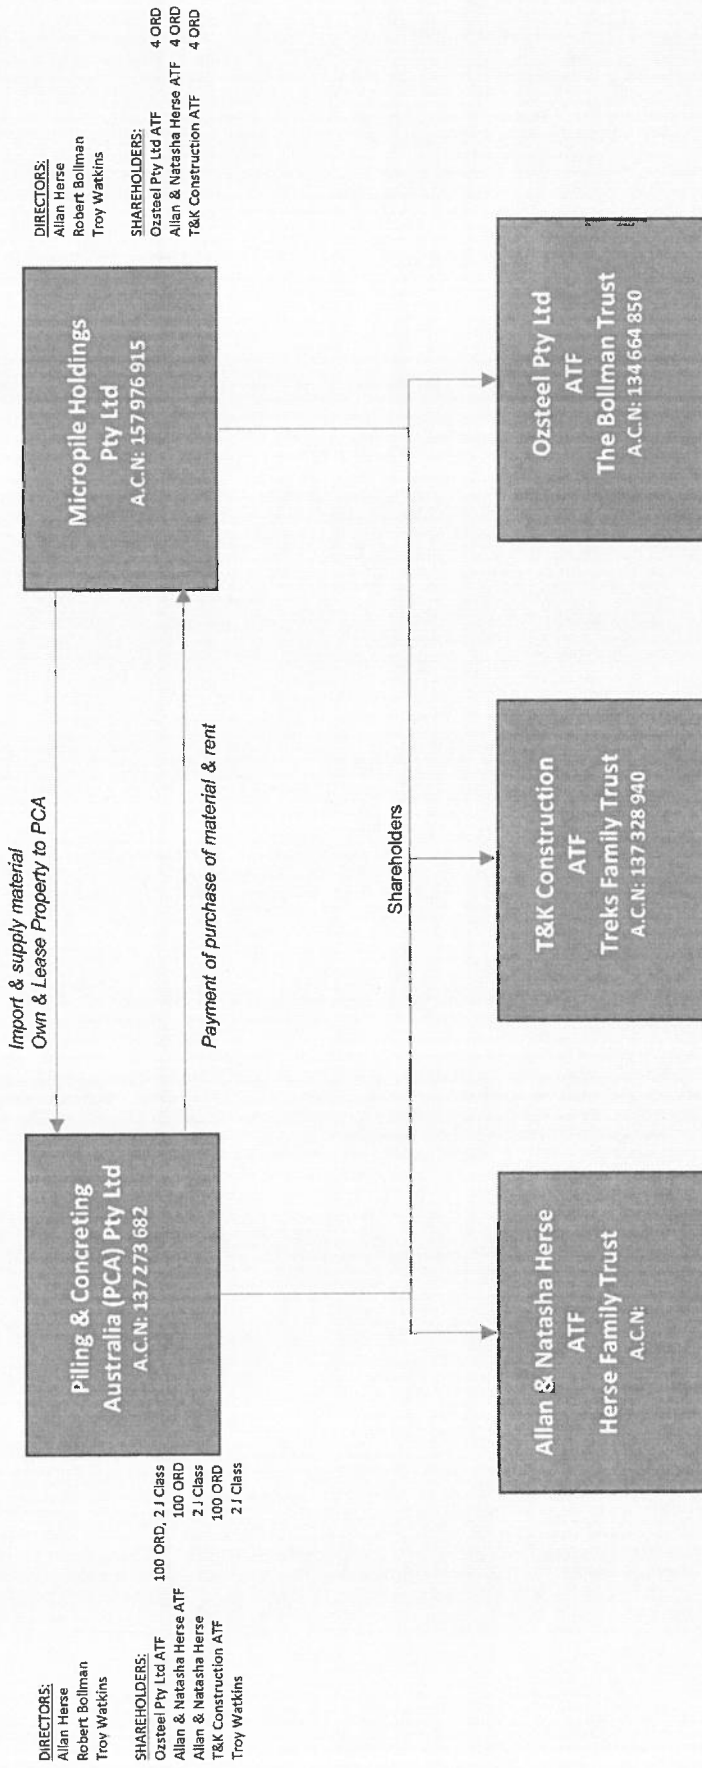 DIRECTORS:
Allan Herse
Robert Bollman
Troy Watkins
SHAREHOLDERS:
Ozsteel Pty Ltd ATF 100 ORD, 2 J Class
Allan & Natasha Herse ATF 100 ORD
Allan & Natasha Herse 2 J Class
T&K Construction ATF 100 ORD
Troy Watkins 2 J Class
Piling & Concreting
Australia (PCA) Pty Ltd
A.C.N: 137 273 682
Import & supply material
Own & Lease Property to PCA
Payment of purchase of material & rent
Micropile Holdings
Pty Ltd
A.C.N: 157 976 915
DIRECTORS:
Allan Herse
Robert Bollman
Troy Watkins
SHAREHOLDERS:
Ozsteel Pty Ltd ATF 4 ORD
Allan & Natasha Herse ATF 4 ORD
T&K Construction ATF 4 ORD
Shareholders
Allan & Natasha Herse
ATF
Herse Family Trust
A.C.N:
T&K Construction
ATF
Treks Family Trust
A.C.N: 137 328 940
Ozsteel Pty Ltd
ATF
The Bollman Trust
A.C.N: 134 664 850